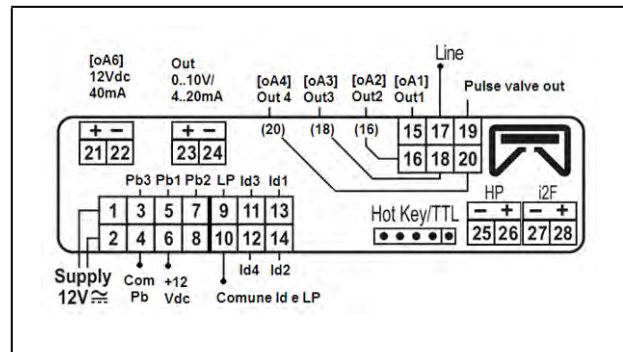 Line
[oA6] Out
12Vdc 0..10V/ [oA4] [oA3] [oA2] [oA1] Pulse valve out
40mA 4..20mA Out 4 Out3 Out2 Out1
+ − + − (20) (18) (16) 15 17 19
21 22 23 24 16 18 20
Pb3 Pb1 Pb2 LP Id3 Id1 HP i2F
1 3 5 7 9 11 13 Hot Key/TTL − + − +
2 4 6 8 10 12 14 25 26 27 28
Id4 Id2
Supply Com +12
12V Pb Vdc Comune Id e LP